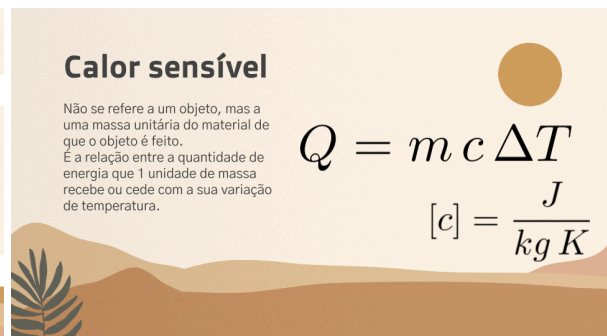 Calor sensível
Não se refere a um objeto, mas a
uma massa unitária do material de
que o objeto é feito.
É a relação entre a quantidade de
energia que 1 unidade de massa
recebe ou cede com a sua variação
de temperatura.
Q = m c ΔT
[c] = J / kg K